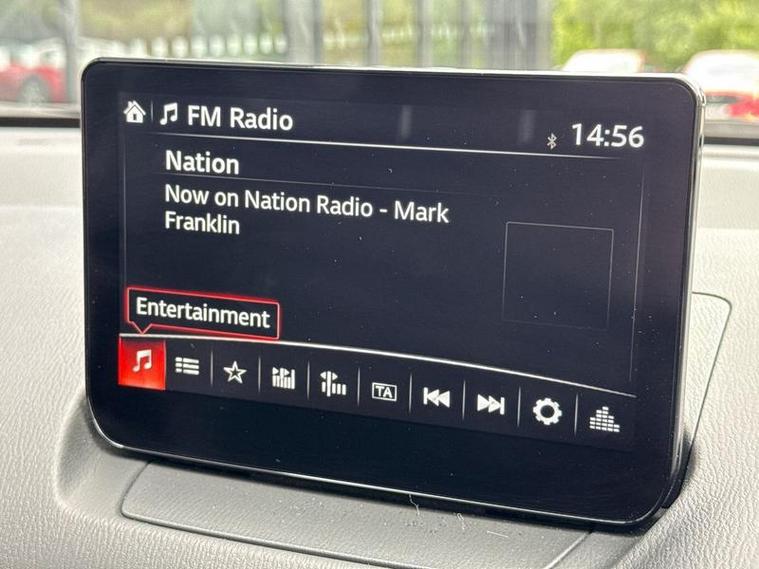 FM Radio
14:56
Nation
Now on Nation Radio - Mark
Franklin
Entertainment
TA